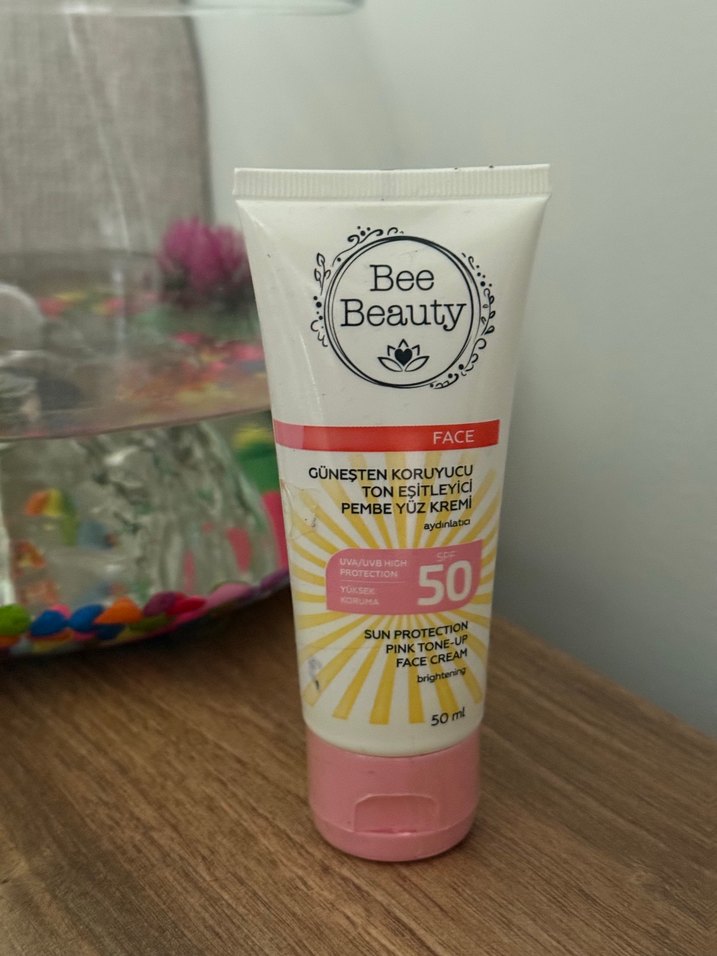 Bee
Beauty
FACE
GÜNEŞTEN KORUYUCU
TON EŞİTLEYİCİ
PEMBE YÜZ KREMİ
aydınlatıcı
UVA/UVB HIGH
PROTECTION
YÜKSEK
KORUMA
SPF
50
SUN PROTECTION
PINK TONE-UP
FACE CREAM
brightening
50 ml